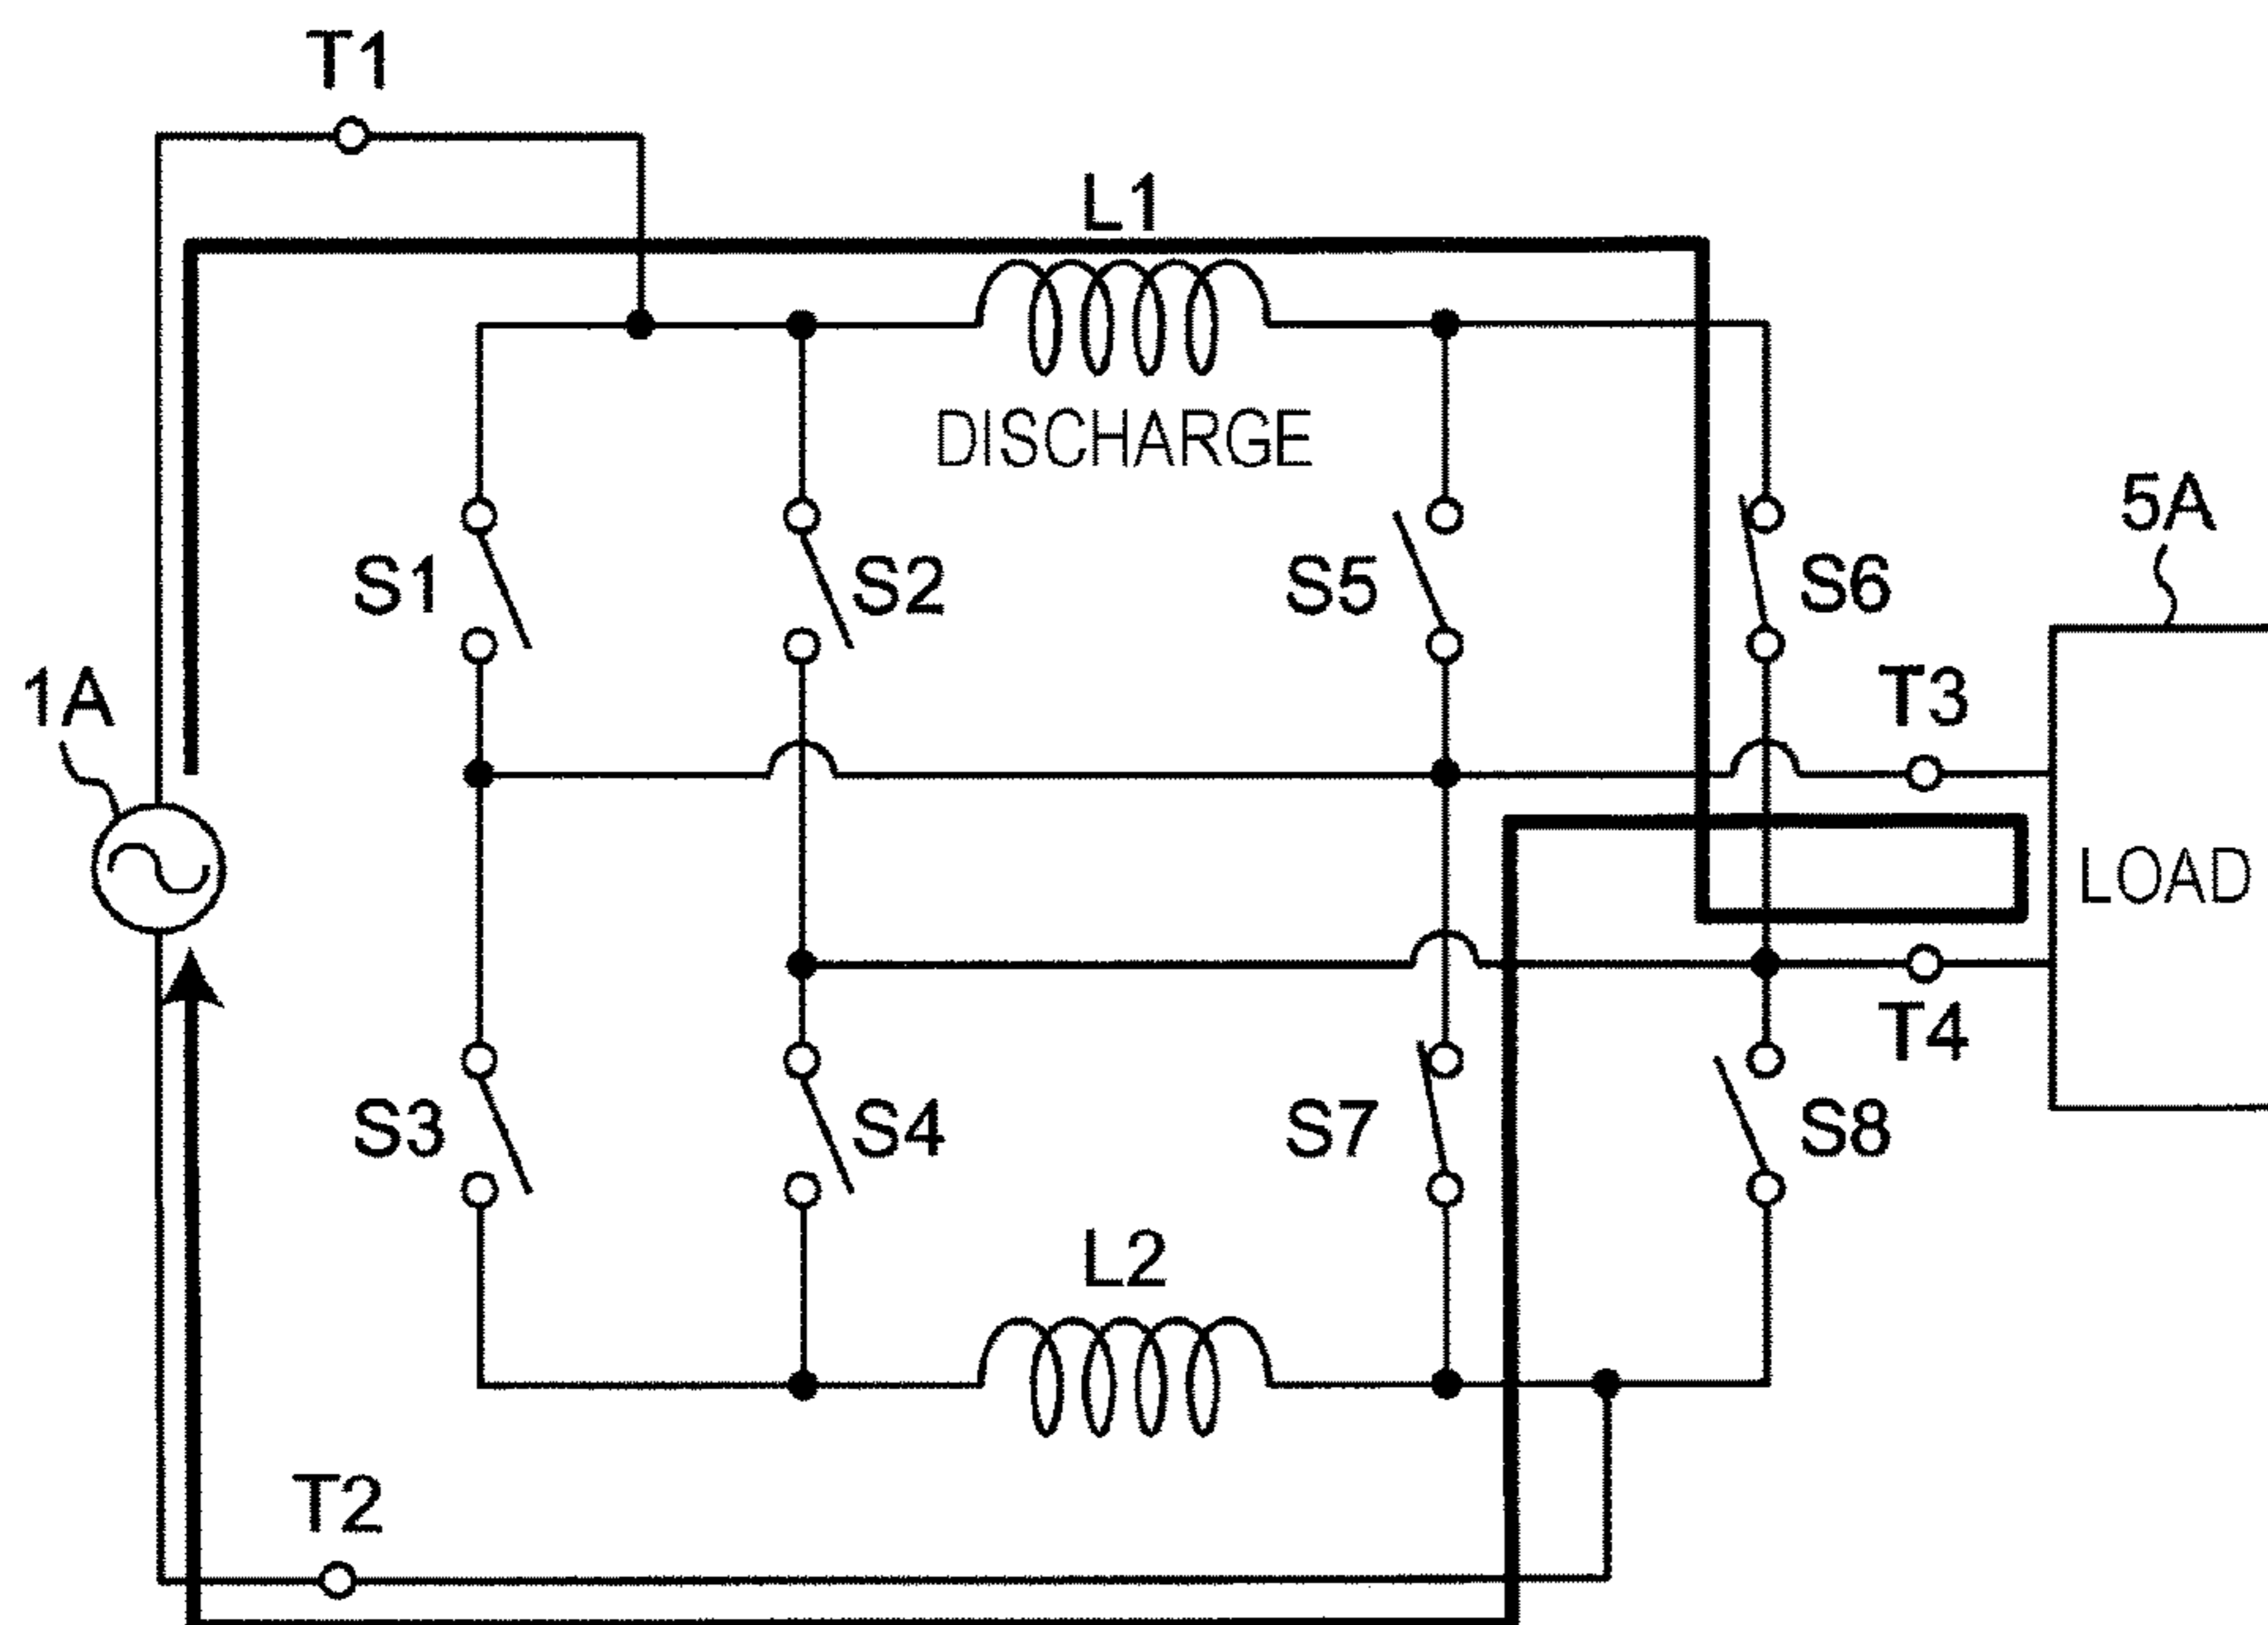 T1
L1
DISCHARGE
5A
S1
S2
S5
S6
1A
T3
LOAD
T4
S3
S4
S7
S8
L2
T2